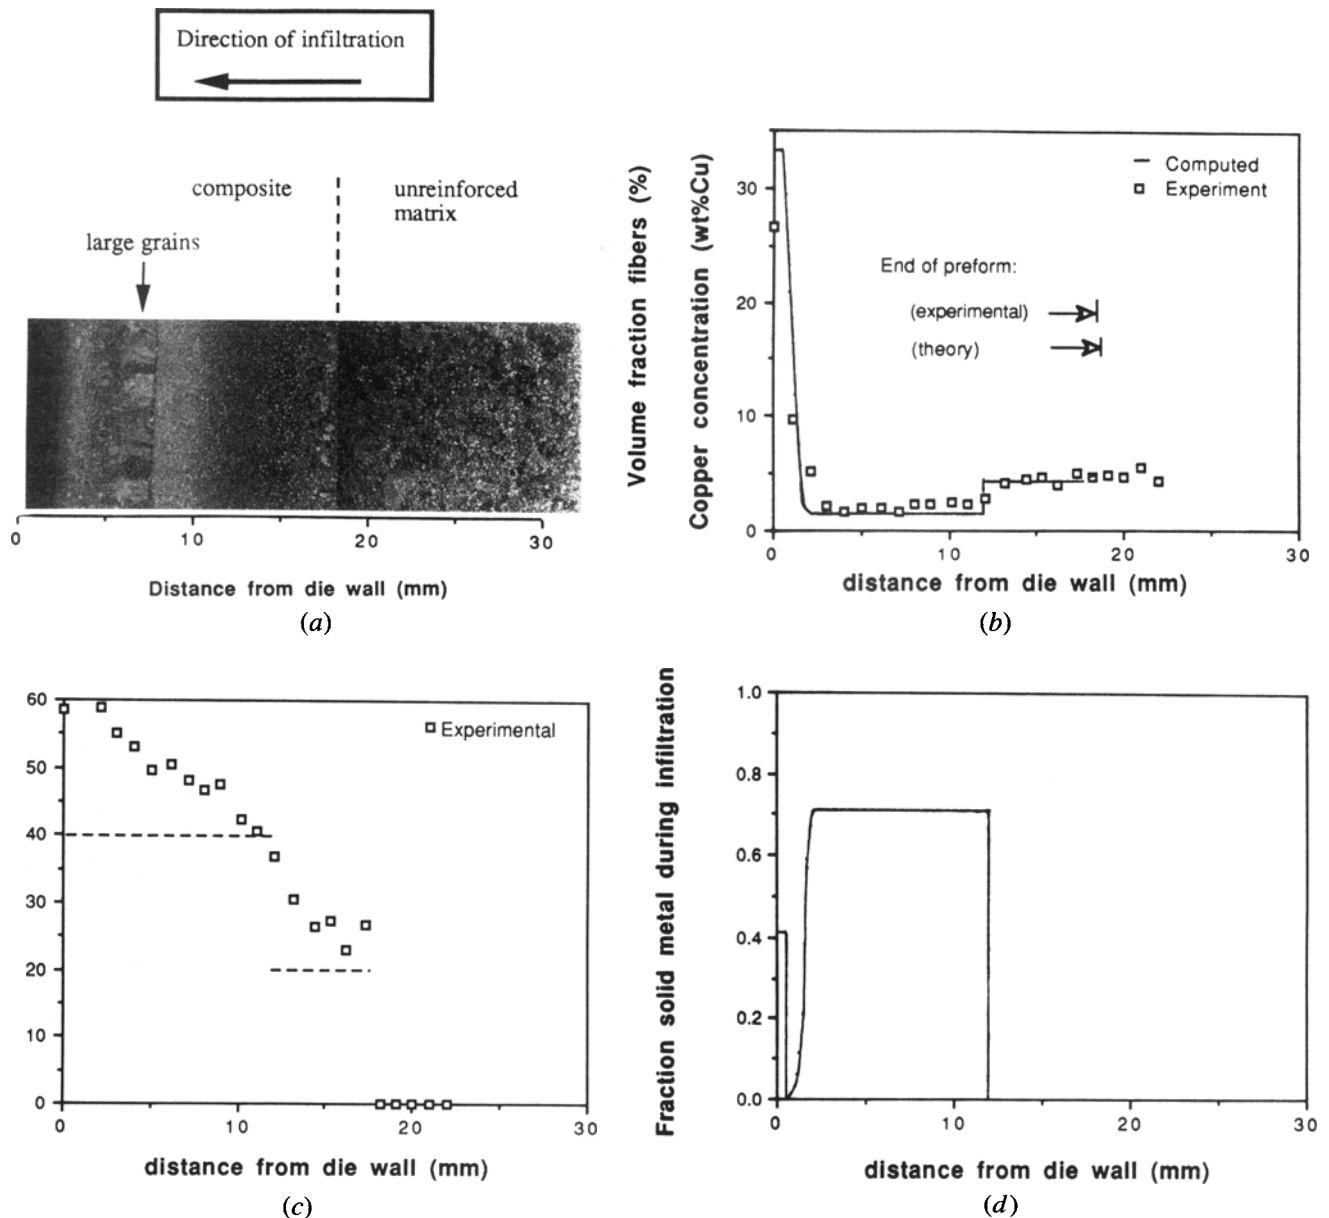 Direction of infiltration
composite
unreinforced
matrix
large grains
0
10
20
30
Distance from die wall (mm)
(a)
Volume fraction fibers (%)
Copper concentration (wt%Cu)
30
20
10
0
Computed
Experiment
End of preform:
(experimental)
(theory)
0
10
20
30
distance from die wall (mm)
(b)
60
50
40
30
20
10
0
Experimental
0
10
20
30
distance from die wall (mm)
(c)
Fraction solid metal during infiltration
1.0
0.8
0.6
0.4
0.2
0.0
0
10
20
30
distance from die wall (mm)
(d)